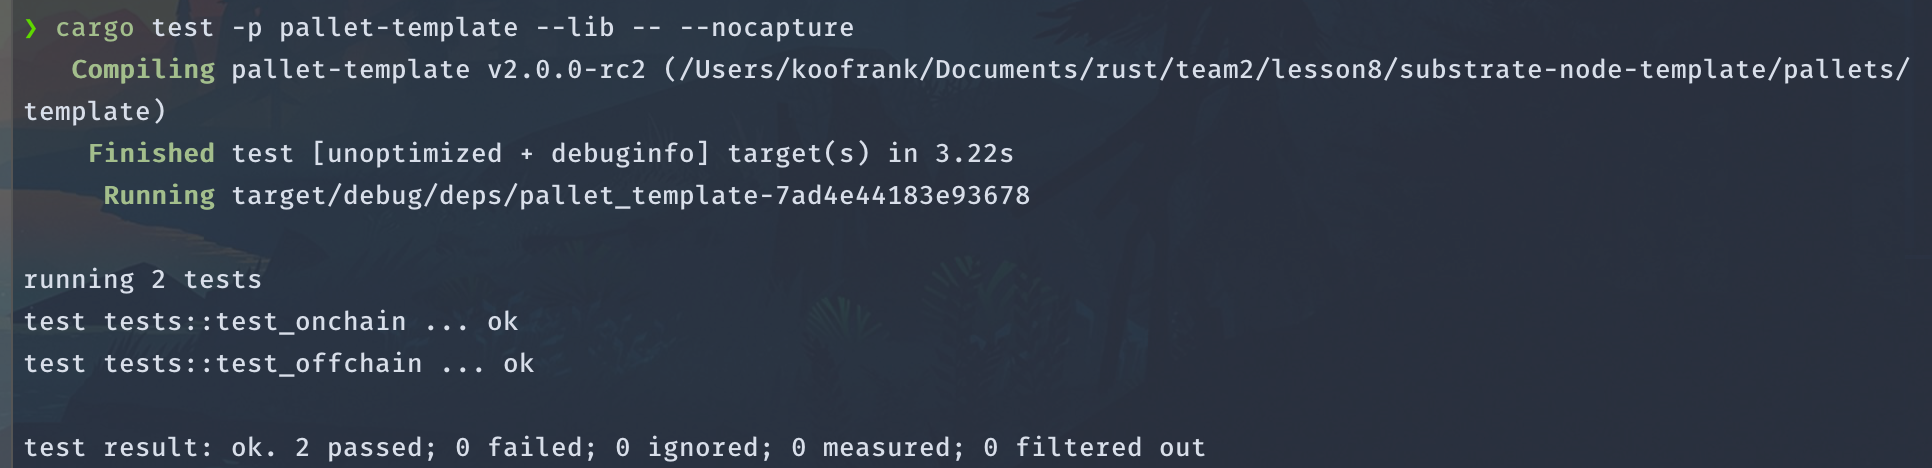 ❯ cargo test -p pallet-template --lib -- --nocapture
Compiling pallet-template v2.0.0-rc2 (/Users/koofrank/Documents/rust/team2/lesson8/substrate-node-template/pallets/
template)
Finished test [unoptimized + debuginfo] target(s) in 3.22s
Running target/debug/deps/pallet_template-7ad4e44183e93678
running 2 tests
test tests::test_onchain ... ok
test tests::test_offchain ... ok
test result: ok. 2 passed; 0 failed; 0 ignored; 0 measured; 0 filtered out